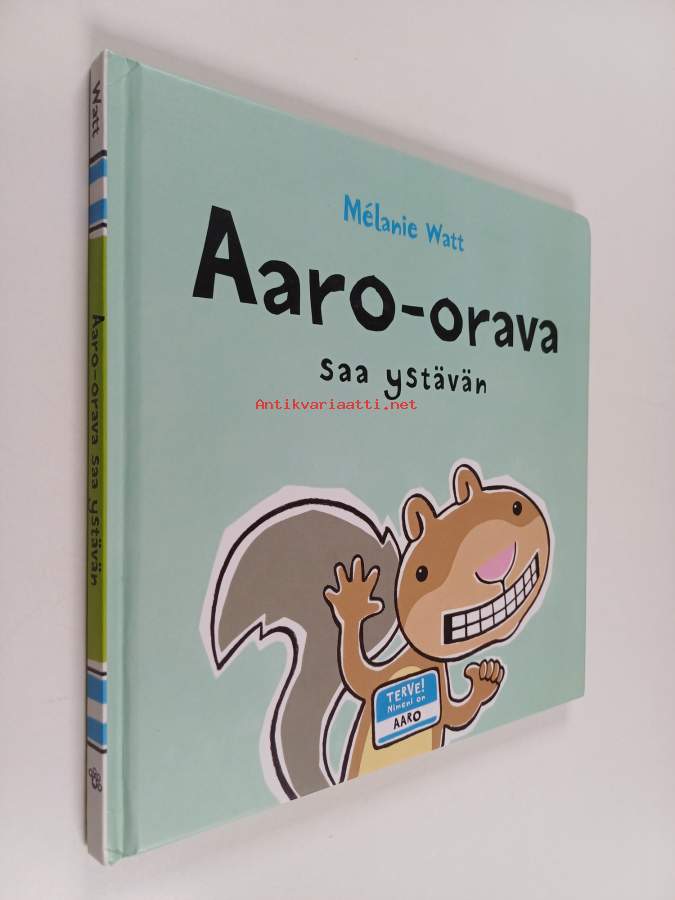 Mélanie Watt
Aaro-orava
saa ystävän
Antikvariaatti.net
TERVE!
Nimeni on
AARO
Watt
Aaro-orava saa ystävän